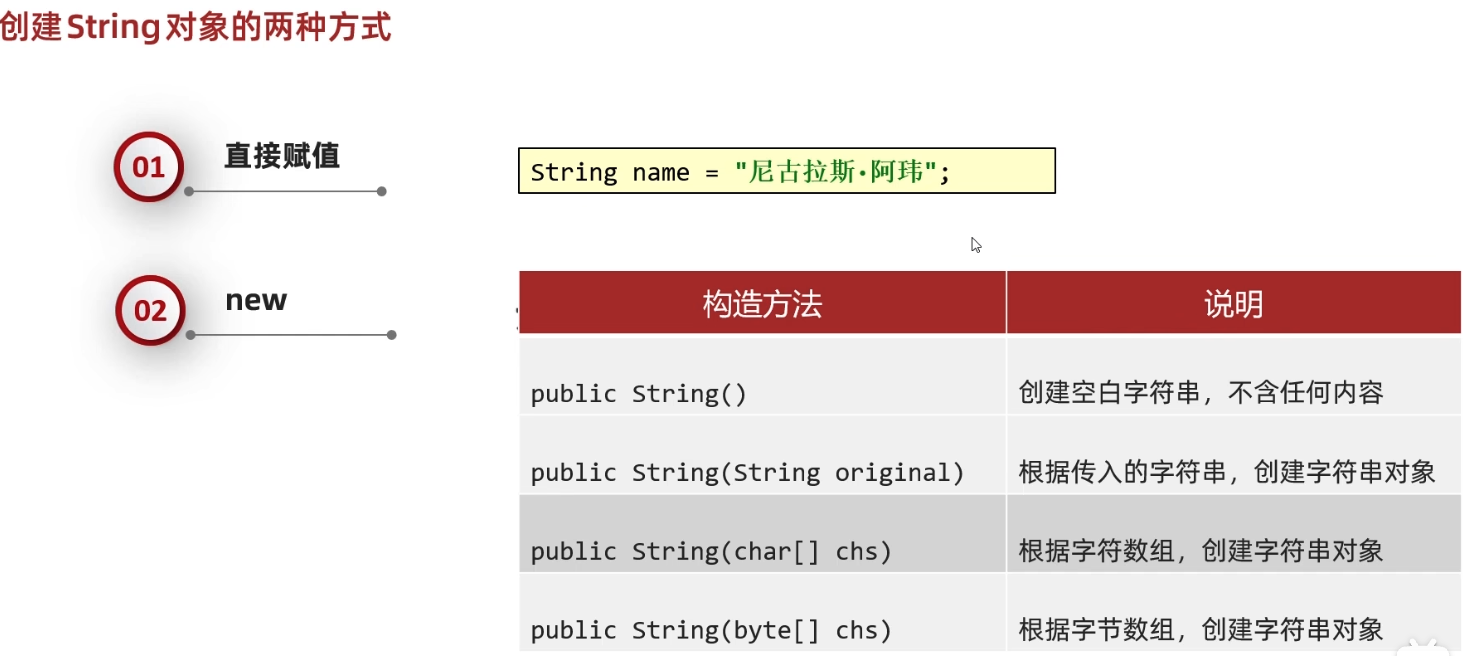 创建String对象的两种方式
01 直接赋值
String name = "尼古拉斯·阿玮";
02 new
构造方法 说明
public String() 创建空白字符串，不含任何内容
public String(String original) 根据传入的字符串，创建字符串对象
public String(char[] chs) 根据字符数组，创建字符串对象
public String(byte[] chs) 根据字节数组，创建字符串对象